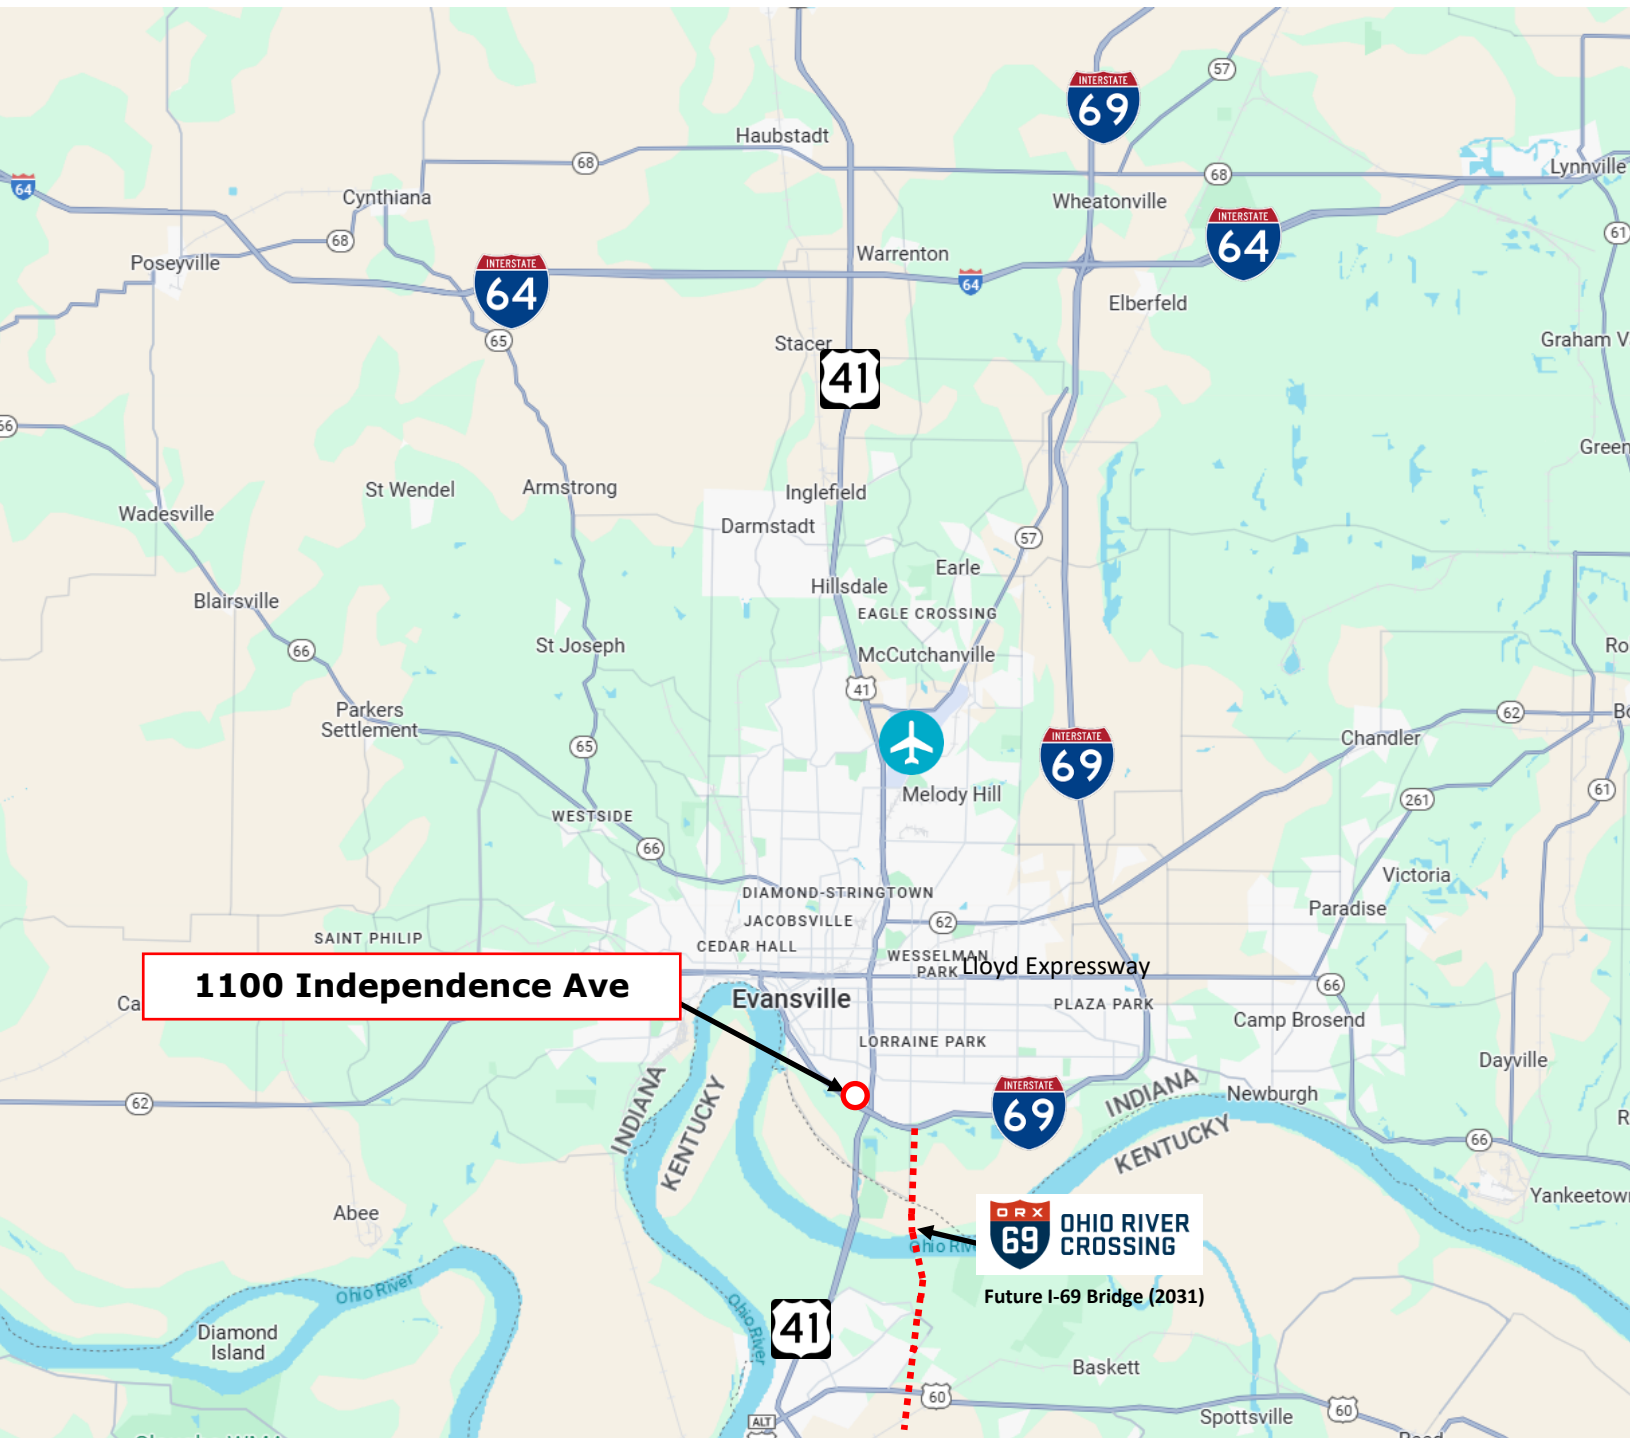 INTERSTATE
69
57
Haubstadt
68
68
Lynnville
64
Cynthiana
Wheatonville
INTERSTATE
64
61
68
Poseyville
Warrenton
INTERSTATE
64
64
Elberfeld
65
Stacer
Graham V
41
66
Green
St Wendel
Armstrong
Inglefield
Wadesville
Darmstadt
57
Earle
Hillsdale
Blairsville
EAGLE CROSSING
66
St Joseph
McCutchanville
Ro
41
Parkers
Settlement
62
Bo
65
INTERSTATE
69
Chandler
Melody Hill
261
61
WESTSIDE
66
Victoria
DIAMOND-STRINGTOWN
JACOBSVILLE
62
Paradise
SAINT PHILIP
CEDAR HALL
WESSELMAN
PARK
Lloyd Expressway
1100 Independence Ave
66
Ca
Evansville
PLAZA PARK
Camp Brosend
LORRAINE PARK
Dayville
INDIANA
KENTUCKY
INTERSTATE
69
INDIANA
KENTUCKY
Newburgh
62
R
66
Abee
Yankeetown
ORX
69
OHIO RIVER
CROSSING
Ohio Rive
Future I-69 Bridge (2031)
Ohio River
Ohio River
41
Diamond
Island
Baskett
60
Spottsville
60
ALT